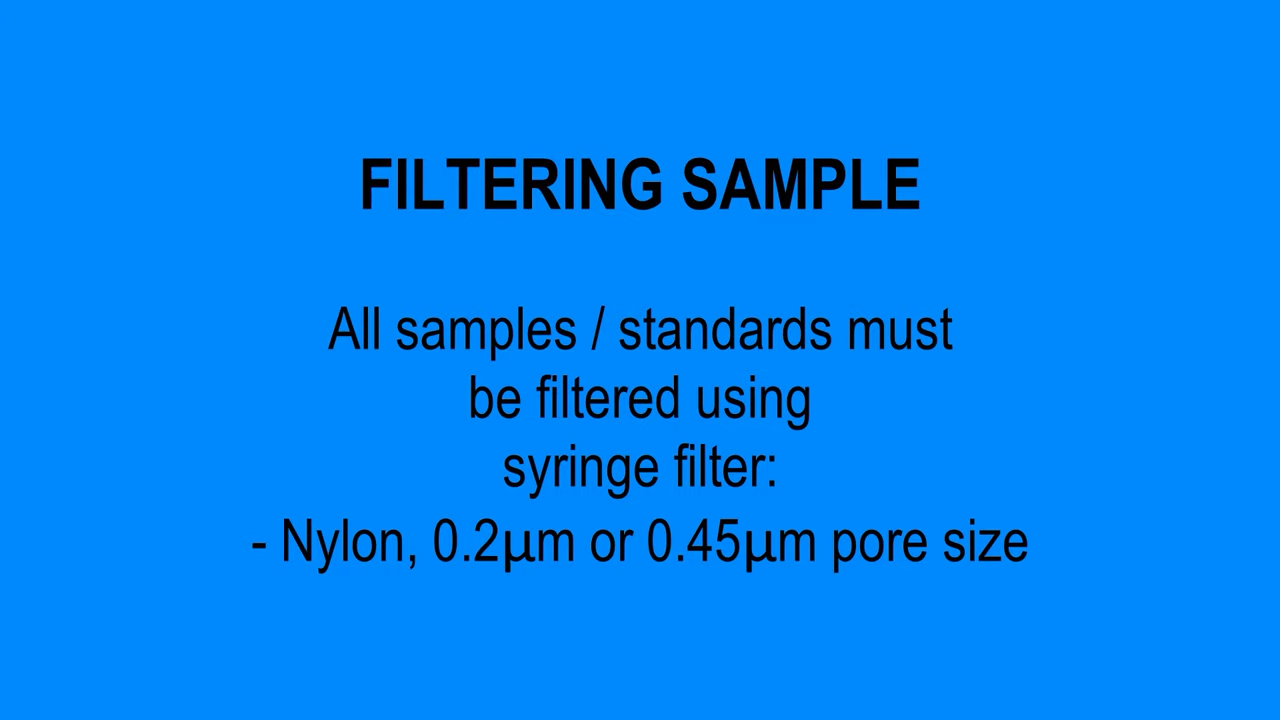 FILTERING SAMPLE
All samples / standards must
be filtered using
syringe filter:
- Nylon, 0.2µm or 0.45µm pore size